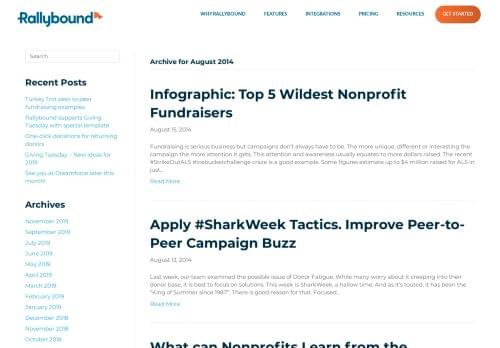 Rallybound
WHY RALLYBOUND FEATURES INTEGRATIONS PRICING RESOURCES GET STARTED
Search
Recent Posts
Turkey Trot peer to peer
fundraising examples
Rallybound supports Giving
Tuesday with special template
One-click donations for returning
donors
Giving Tuesday – New ideas for
2019
See you at Dreamforce later this
month!
Archives
November 2019
September 2019
July 2019
June 2019
May 2019
April 2019
March 2019
February 2019
January 2019
December 2018
November 2018
October 2018
Archive for August 2014
Infographic: Top 5 Wildest Nonprofit
Fundraisers
August 15, 2014
Fundraising is serious business but campaigns don't always have to be. The more unique, different or interesting the
campaign the more attention it gets. This attention and awareness usually equates to more dollars raised. The recent
#StrikeOutALS #Icebucketchallenge craze is a good example. Some figures estimate up to $4 million raised for ALS in
just...
Read More
Apply #SharkWeek Tactics. Improve Peer-to-
Peer Campaign Buzz
August 13, 2014
Last week, our team examined the possible issue of Donor Fatigue. While many worry about it creeping into their
donor base, it is best to focus on solutions. This week is SharkWeek, a hallow time. And as it's touted, it has been the
"King of Summer since 1987". There is good reason for that. Focused...
Read More
What can Nonprofits Learn from the